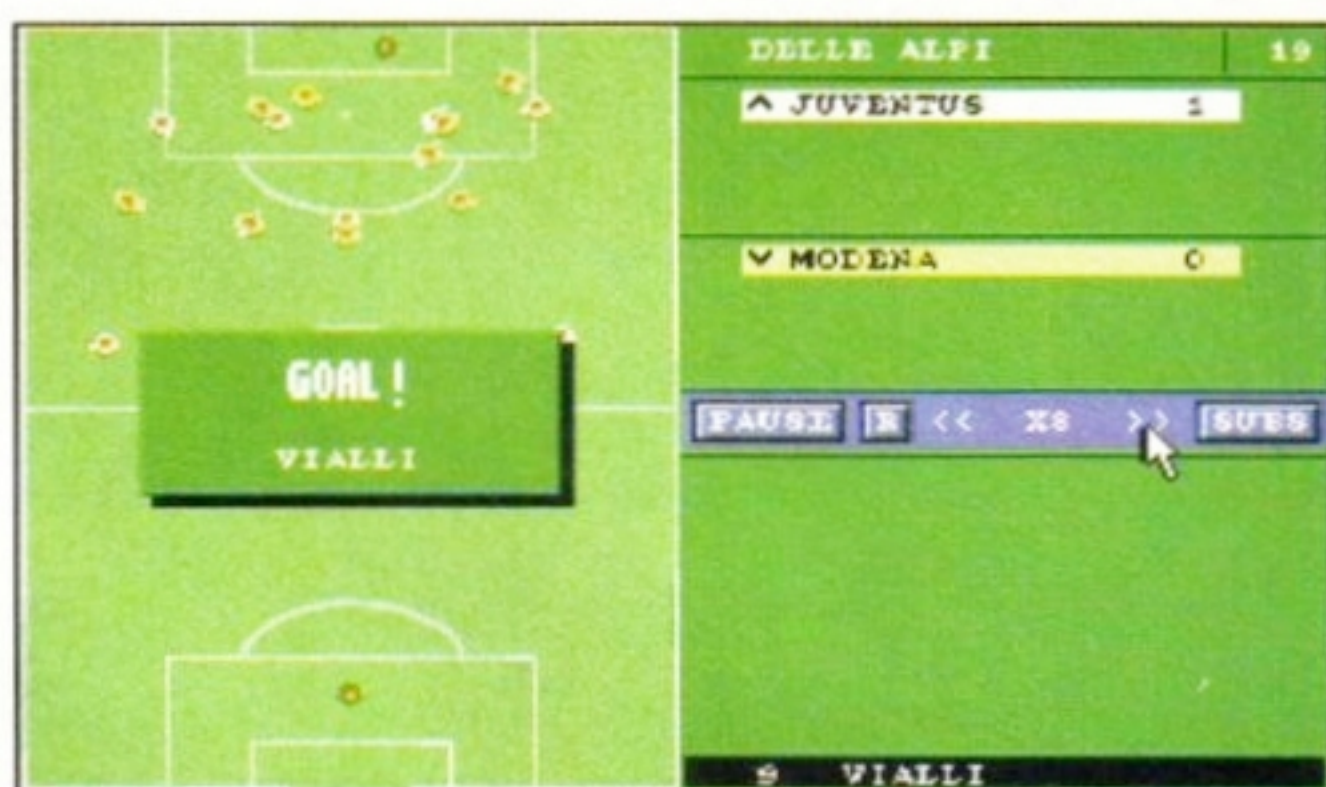 GOAL!
VIALLI
DELLE ALPI 19
^ JUVENTUS 1
v MODENA 0
PAUSE R << X8 >> SUBS
9 VIALLI